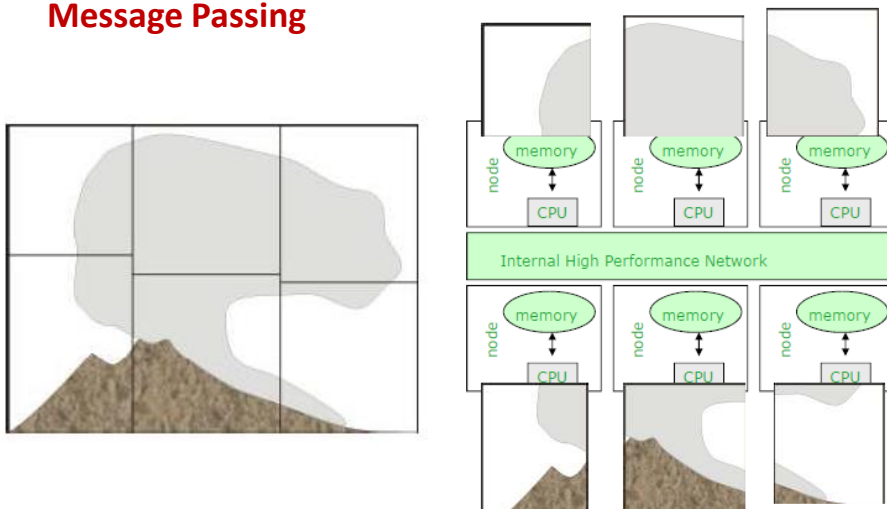 Message Passing
node
memory
CPU
node
memory
CPU
node
memory
CPU
Internal High Performance Network
node
memory
CPU
node
memory
CPU
node
memory
CPU